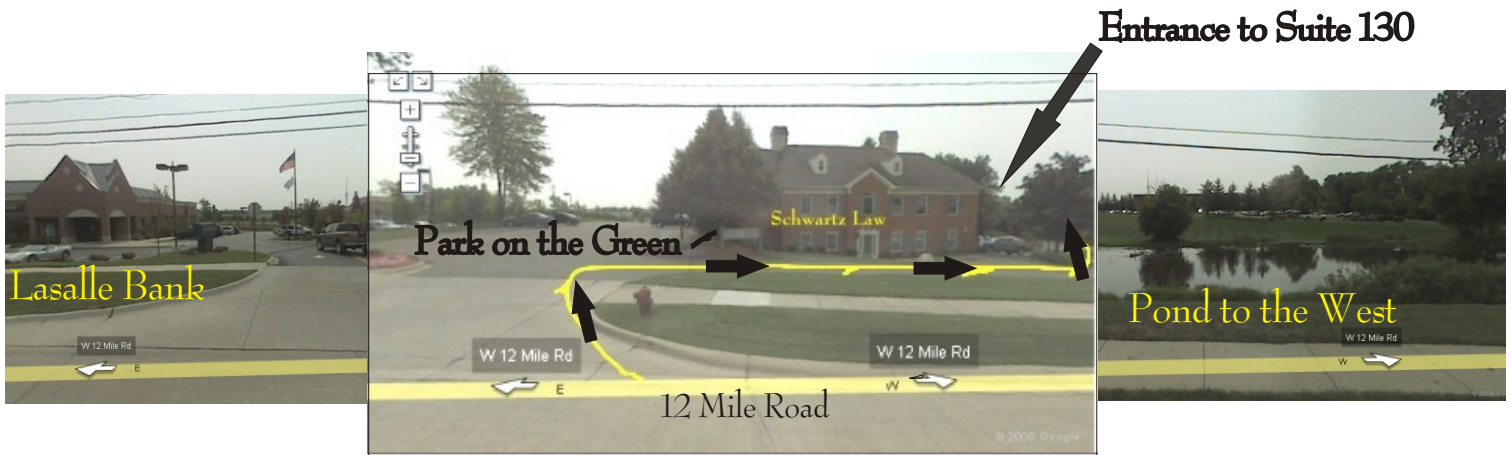 Entrance to Suite 130
Schwartz Law
Park on the Green
Lasalle Bank
Pond to the West
W 12 Mile Rd
E
W 12 Mile Rd
E
W 12 Mile Rd
W
W 12 Mile Rd
W
12 Mile Road
© 2008 Google
© 2008 G